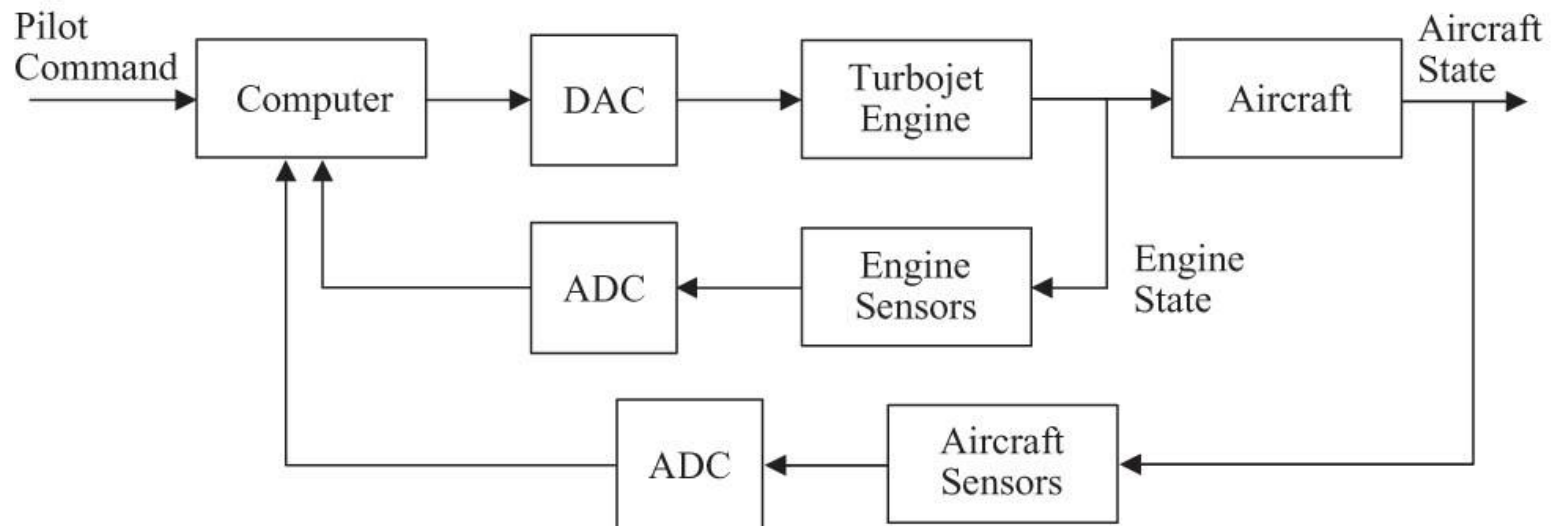 Pilot
Command
Computer
DAC
Turbojet
Engine
Aircraft
Aircraft
State
ADC
Engine
Sensors
Engine
State
ADC
Aircraft
Sensors